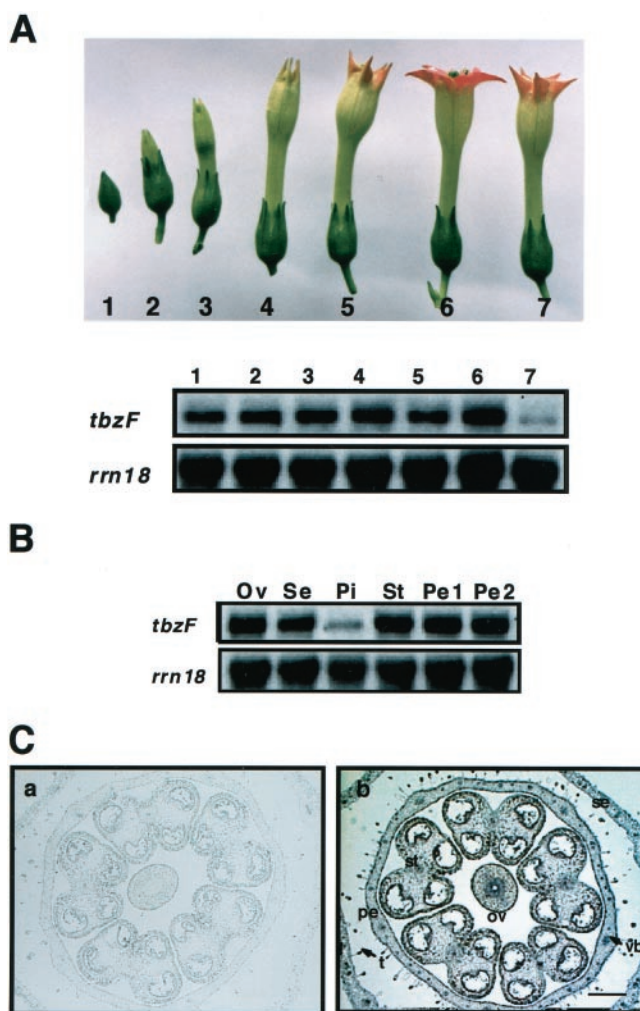 A
1 2 3 4 5 6 7
1 2 3 4 5 6 7
tbzF
rrn18
B
Ov Se Pi St Pe1 Pe2
tbzF
rrn18
C
a
b
se
st
pe
ov
vb
t